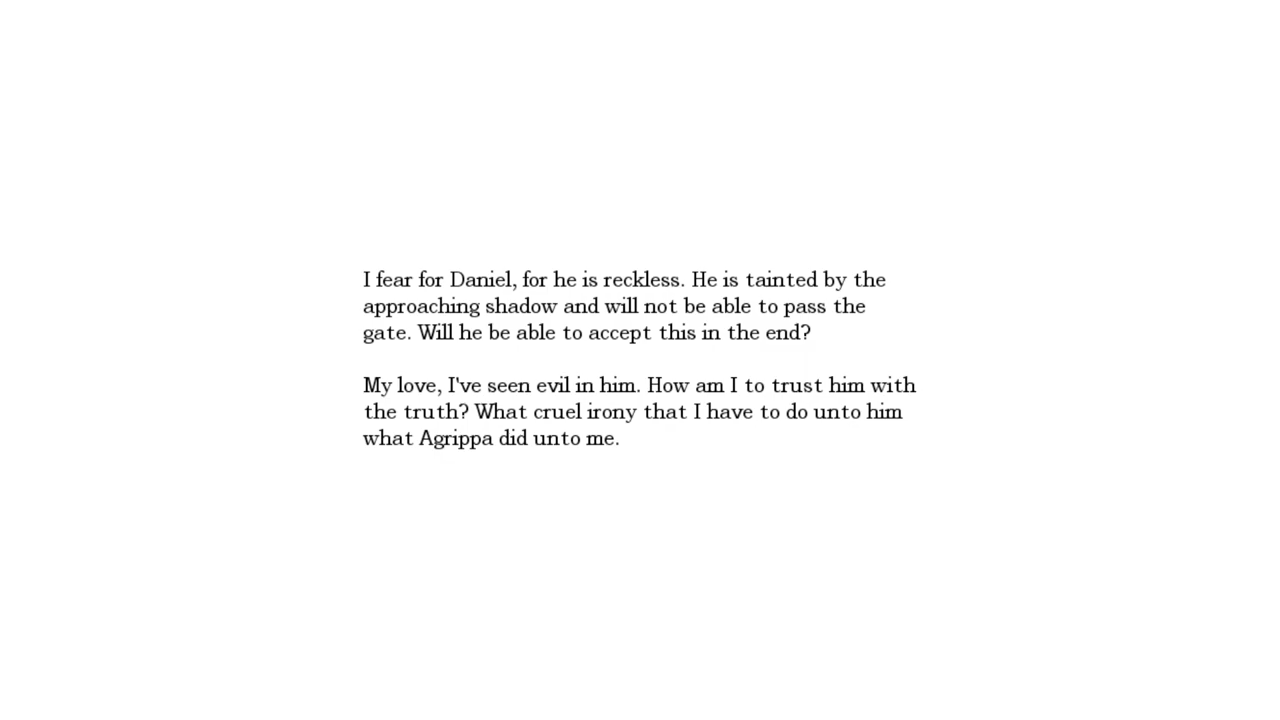 I fear for Daniel, for he is reckless. He is tainted by the
approaching shadow and will not be able to pass the
gate. Will he be able to accept this in the end?
My love, I've seen evil in him. How am I to trust him with
the truth? What cruel irony that I have to do unto him
what Agrippa did unto me.